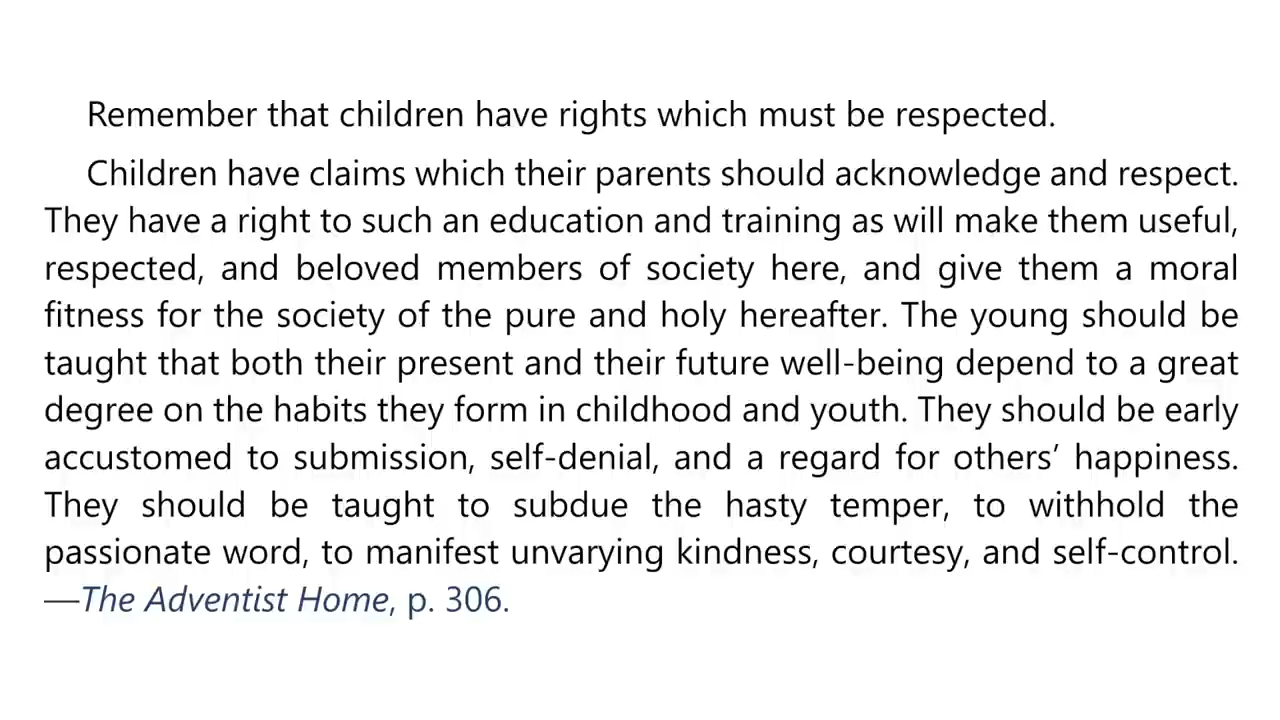 Remember that children have rights which must be respected.
Children have claims which their parents should acknowledge and respect.
They have a right to such an education and training as will make them useful,
respected, and beloved members of society here, and give them a moral
fitness for the society of the pure and holy hereafter. The young should be
taught that both their present and their future well-being depend to a great
degree on the habits they form in childhood and youth. They should be early
accustomed to submission, self-denial, and a regard for others’ happiness.
They should be taught to subdue the hasty temper, to withhold the
passionate word, to manifest unvarying kindness, courtesy, and self-control.
—The Adventist Home, p. 306.